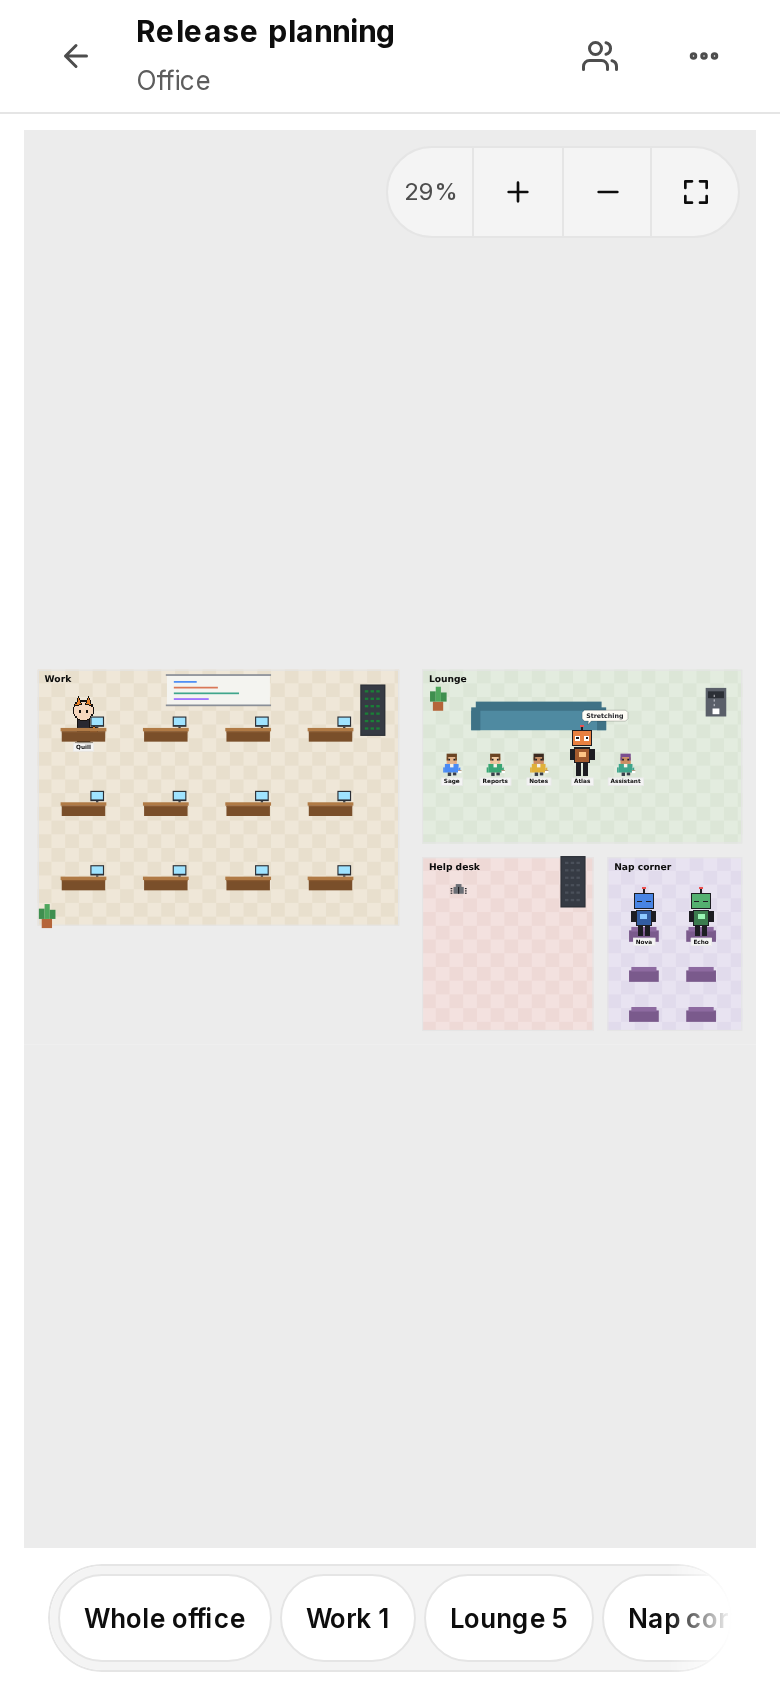 Release planning
Office
29%
Work
Quill
Lounge
Stretching
Sage
Reports
Notes
Atlas
Assistant
Help desk
Nap corner
Nova
Echo
Whole office
Work 1
Lounge 5
Nap cor